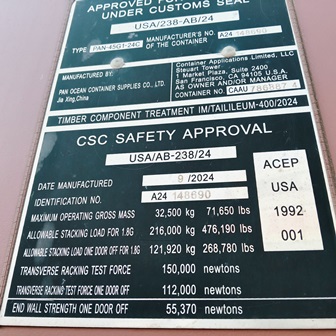 APPROVED FOR
UNDER CUSTOMS SEAL
USA/238-AB/24
TYPE PAN-45G1-24C MANUFACTURER'S NO. OF THE CONTAINER A24 148690
MANUFACTURED BY:
PAN OCEAN CONTAINER SUPPLIES CO., LTD.
Jia Xing,China
Container Applications Limited, LLC
Steuart Tower
1 Market Plaza, Suite 2400
San Francisco, CA 94105 U.S.A.
AS OWNER AND/OR MANAGER
CONTAINER NO. CAAU
TIMBER COMPONENT TREATMENT IM/TAILILEUM-400/2024
CSC SAFETY APPROVAL
USA/AB-238/24
DATE MANUFACTURED 9 /2024
IDENTIFICATION NO. A24 148690
MAXIMUM OPERATING GROSS MASS 32,500 kg 71,650 lbs
ALLOWABLE STACKING LOAD FOR 1.8G 216,000 kg 476,190 lbs
ALLOWABLE STACKING LOAD ONE DOOR OFF FOR 1.8G 121,920 kg 268,780 lbs
TRANSVERSE RACKING TEST FORCE 150,000 newtons
TRANSVERSE RACKING TEST FORCE ONE DOOR OFF 112,000 newtons
END WALL STRENGTH ONE DOOR OFF 55,370 newtons
ACEP
USA
1992
001